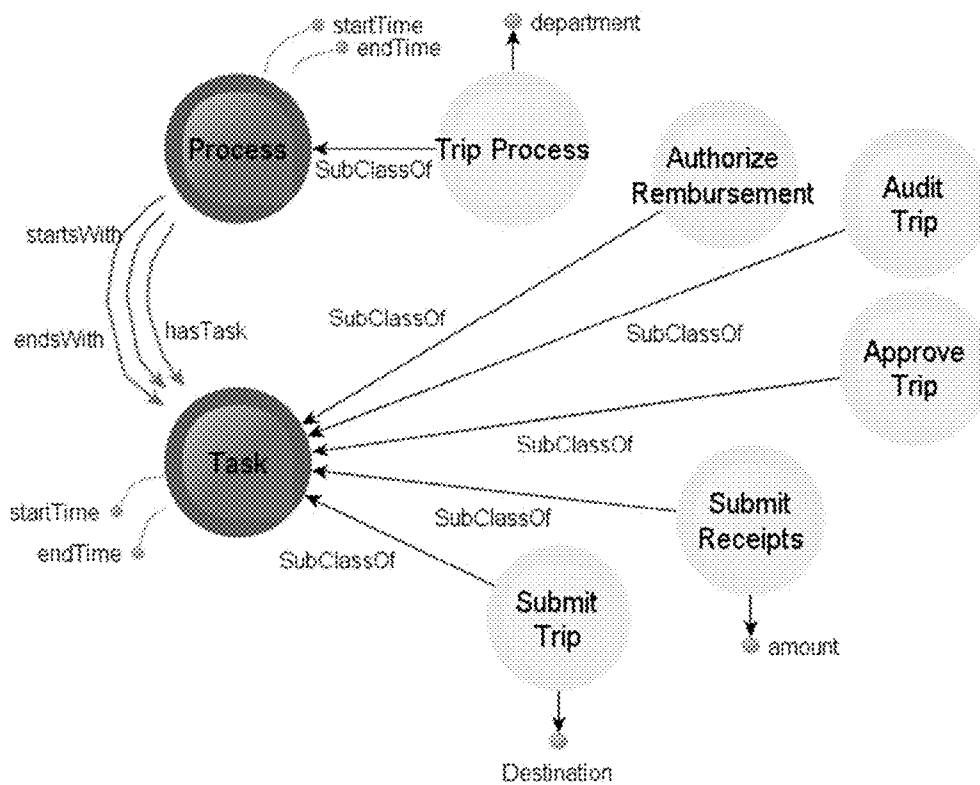 startTime
endTime
department
Process
Trip Process
SubClassOf
Authorize
Rembursement
Audit
Trip
startsWith
endsWith
hasTask
SubClassOf
SubClassOf
Approve
Trip
SubClassOf
Task
startTime
endTime
SubClassOf
SubClassOf
Submit
Receipts
Submit
Trip
amount
Destination